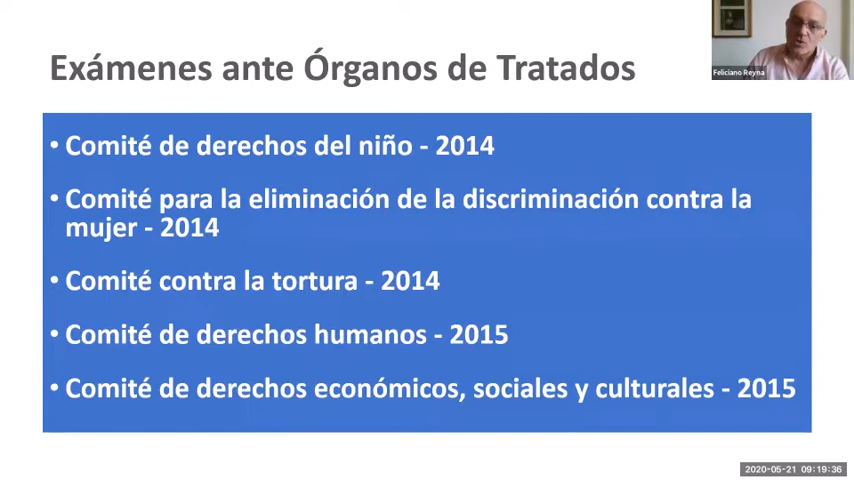 Exámenes ante Órganos de Tratados
Feliciano Reyna
• Comité de derechos del niño - 2014
• Comité para la eliminación de la discriminación contra la
mujer - 2014
• Comité contra la tortura - 2014
• Comité de derechos humanos - 2015
• Comité de derechos económicos, sociales y culturales - 2015
2020-05-21 09:19:36